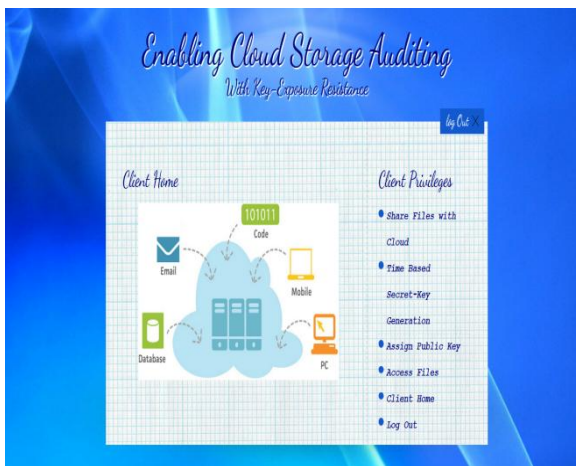 Enabling Cloud Storage Auditing
With Key-Exposure Resistance
log Out X
Client Home
101011
Code
Email
Mobile
Database
PC
Client Privileges
Share Files with
Cloud
Time Based
Secret-Key
Generation
Assign Public Key
Access Files
Client Home
Log Out